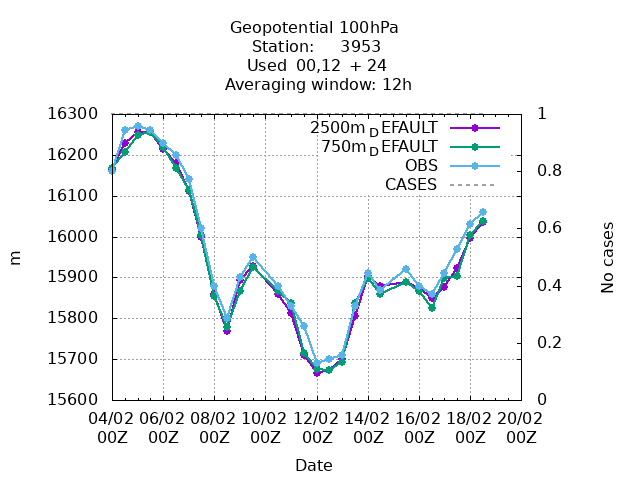 Geopotential 100hPa
Station: 3953
Used 00,12 + 24
Averaging window: 12h
16300
16200
16100
16000
15900
15800
15700
15600
m
2500m_DEFAULT
750m_DEFAULT
OBS
CASES
1
0.8
0.6
0.4
0.2
0
No cases
04/02 06/02 08/02 10/02 12/02 14/02 16/02 18/02 20/02
00Z 00Z 00Z 00Z 00Z 00Z 00Z 00Z 00Z
Date